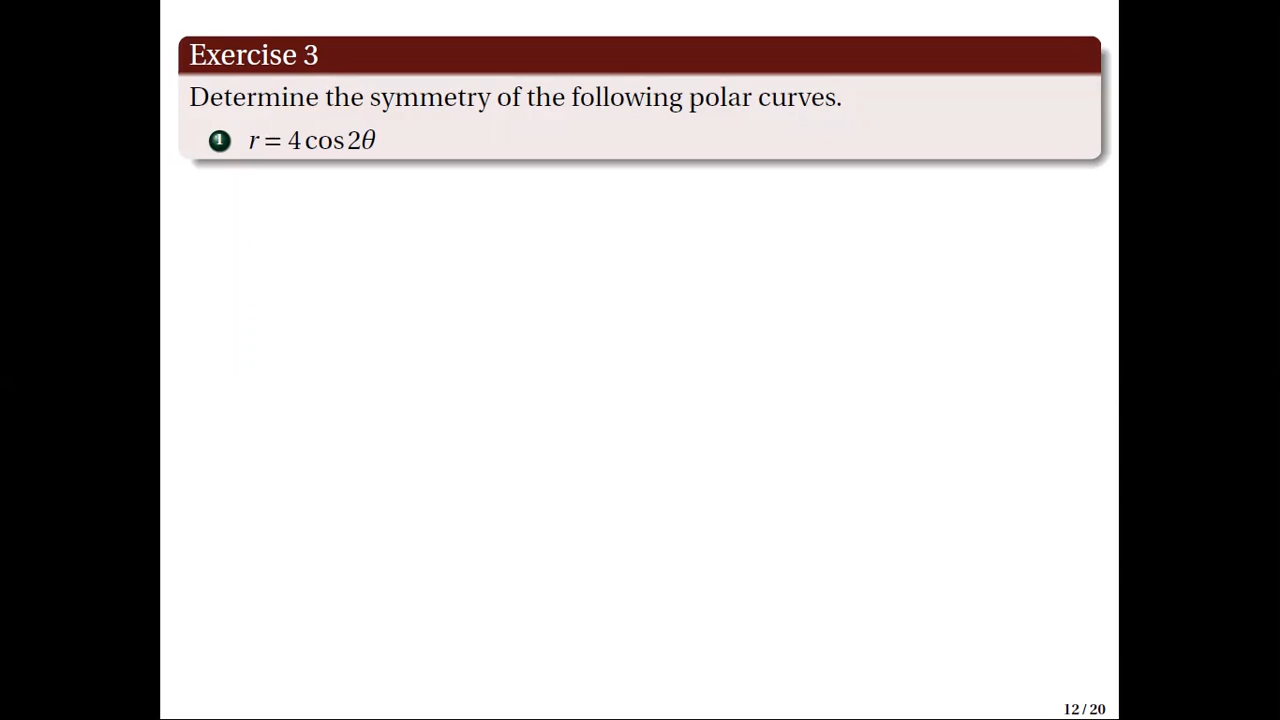 Exercise 3
Determine the symmetry of the following polar curves.
1 r = 4 cos 2θ
12 / 20